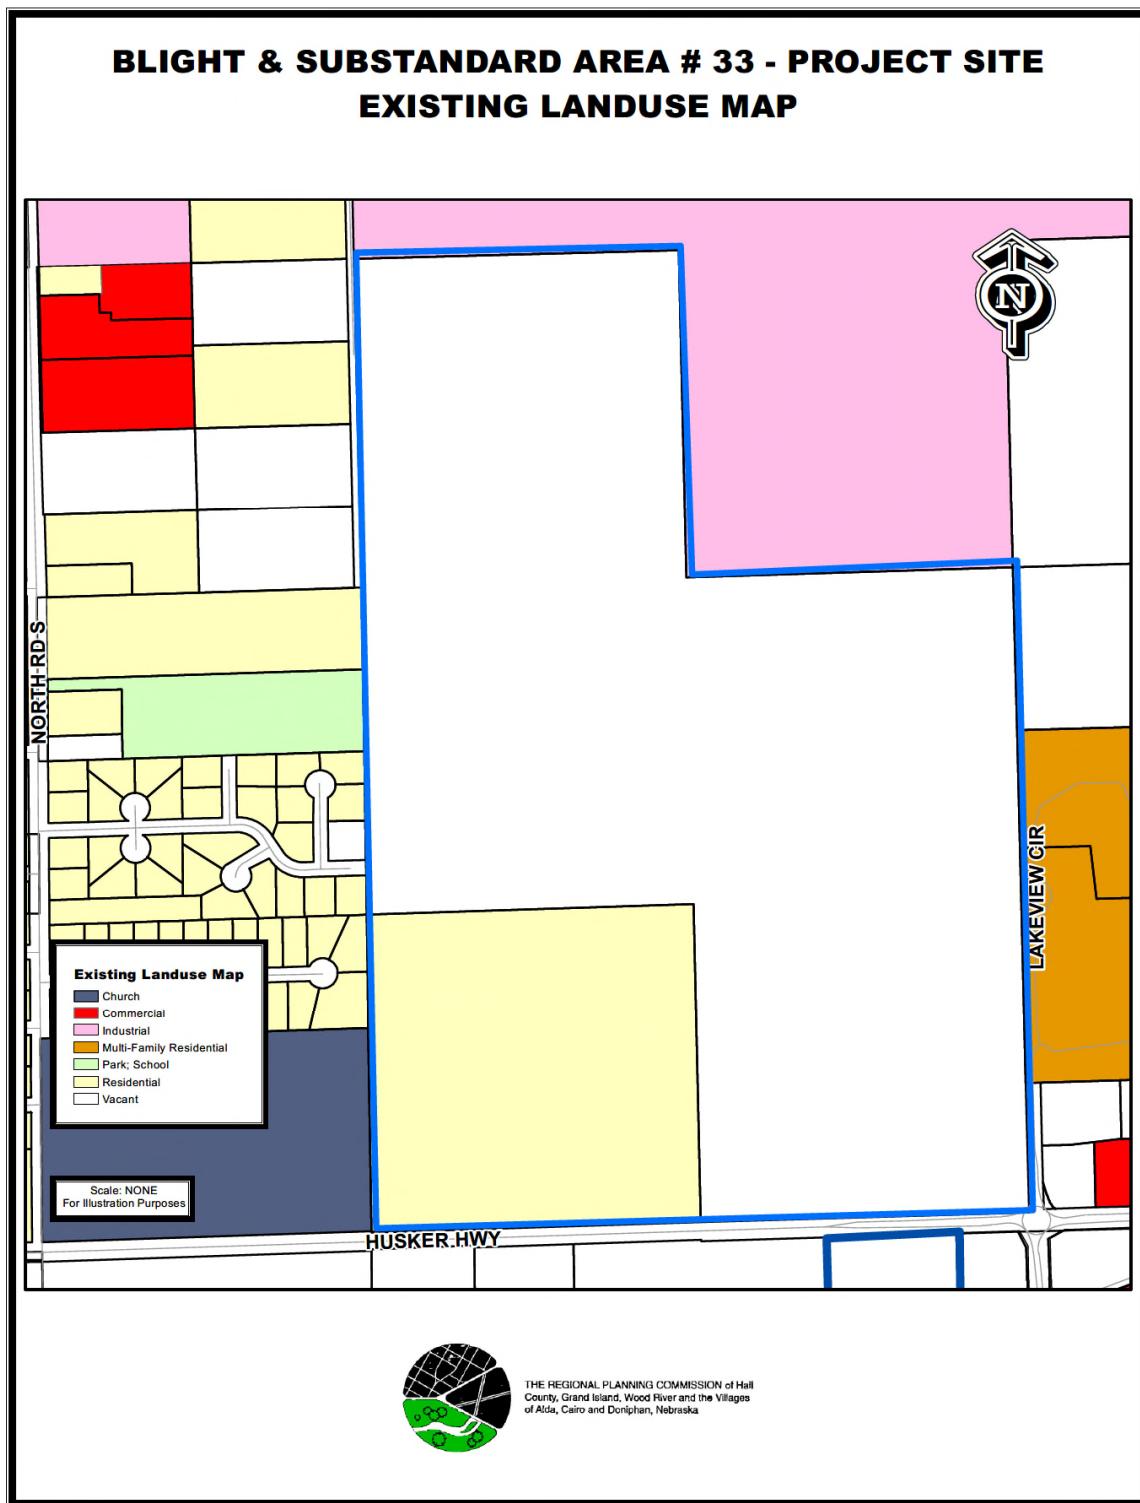 BLIGHT & SUBSTANDARD AREA # 33 - PROJECT SITE
EXISTING LANDUSE MAP
N
NORTH RD S
LAKEVIEW CIR
Existing Landuse Map
Church
Commercial
Industrial
Multi-Family Residential
Park; School
Residential
Vacant
Scale: NONE
For Illustration Purposes
HUSKER HWY
THE REGIONAL PLANNING COMMISSION of Hall
County, Grand Island, Wood River and the Villages
of Alda, Cairo and Doniphan, Nebraska